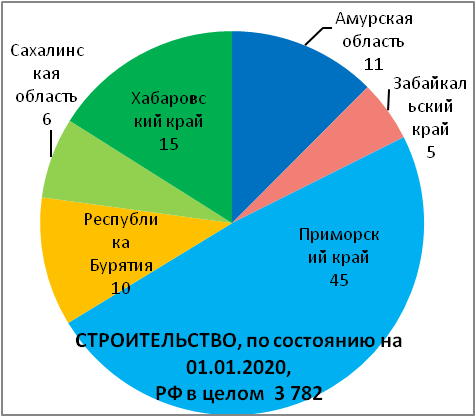 Амурская
область
11
Забайкал
ьский
край
5
Приморск
ий край
45
Республи
ка
Бурятия
10
Сахалинс
кая
область
6
Хабаровс
кий край
15
СТРОИТЕЛЬСТВО, по состоянию на
01.01.2020,
РФ в целом 3 782